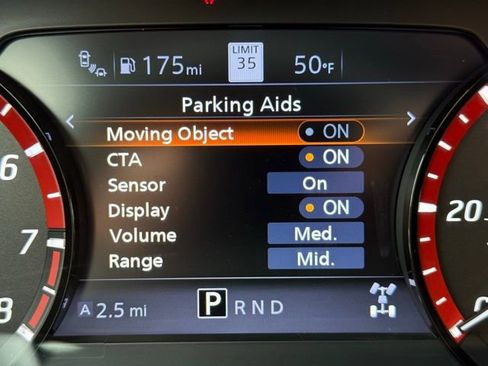 175mi LIMIT 35 50°F
Parking Aids
Moving Object ON
CTA ON
Sensor On
Display ON
Volume Med.
Range Mid.
A 2.5 mi P R N D
6
7
8
20